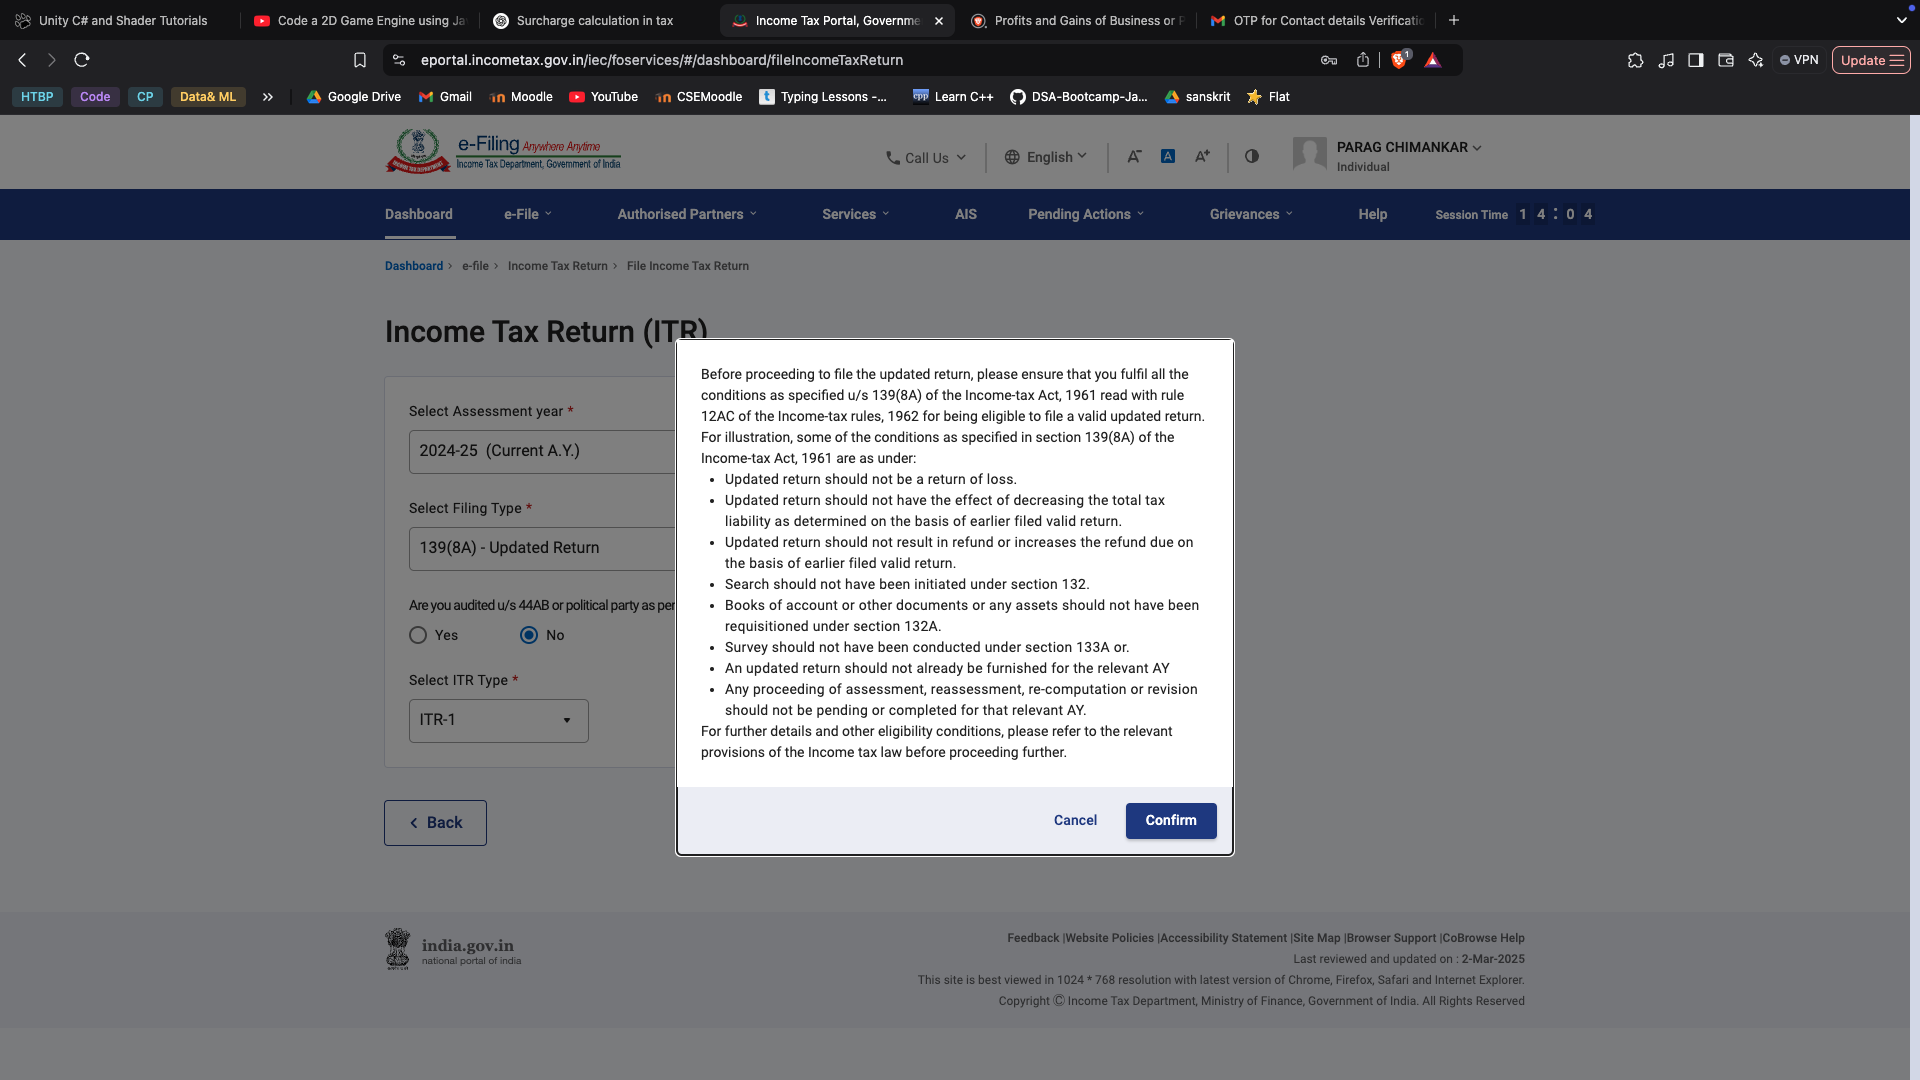 Unity C# and Shader Tutorials
Code a 2D Game Engine using Ja
Surcharge calculation in tax
Income Tax Portal, Governme
Profits and Gains of Business or P
OTP for Contact details Verificatio
eportal.incometax.gov.in/iec/foservices/#/dashboard/fileIncomeTaxReturn
1
VPN
Update
HTBP
Code
CP
Data& ML
Google Drive
Gmail
Moodle
YouTube
CSEMoodle
Typing Lessons -...
Learn C++
DSA-Bootcamp-Ja...
sanskrit
Flat
e-Filing Anywhere Anytime
Income Tax Department, Government of India
Call Us
English
A-
A
A+
PARAG CHIMANKAR
Individual
Dashboard
e-File
Authorised Partners
Services
AIS
Pending Actions
Grievances
Help
Session Time 1 4 : 0 4
Dashboard > e-file > Income Tax Return > File Income Tax Return
Income Tax Return (ITR)
Select Assessment year *
2024-25 (Current A.Y.)
Select Filing Type *
139(8A) - Updated Return
Are you audited u/s 44AB or political party as per
Yes
No
Select ITR Type *
ITR-1
Back
Before proceeding to file the updated return, please ensure that you fulfil all the
conditions as specified u/s 139(8A) of the Income-tax Act, 1961 read with rule
12AC of the Income-tax rules, 1962 for being eligible to file a valid updated return.
For illustration, some of the conditions as specified in section 139(8A) of the
Income-tax Act, 1961 are as under:
• Updated return should not be a return of loss.
• Updated return should not have the effect of decreasing the total tax
liability as determined on the basis of earlier filed valid return.
• Updated return should not result in refund or increases the refund due on
the basis of earlier filed valid return.
• Search should not have been initiated under section 132.
• Books of account or other documents or any assets should not have been
requisitioned under section 132A.
• Survey should not have been conducted under section 133A or.
• An updated return should not already be furnished for the relevant AY
• Any proceeding of assessment, reassessment, re-computation or revision
should not be pending or completed for that relevant AY.
For further details and other eligibility conditions, please refer to the relevant
provisions of the Income tax law before proceeding further.
Cancel
Confirm
india.gov.in
national portal of india
Feedback |Website Policies |Accessibility Statement |Site Map |Browser Support |CoBrowse Help
Last reviewed and updated on : 2-Mar-2025
This site is best viewed in 1024 * 768 resolution with latest version of Chrome, Firefox, Safari and Internet Explorer.
Copyright © Income Tax Department, Ministry of Finance, Government of India. All Rights Reserved